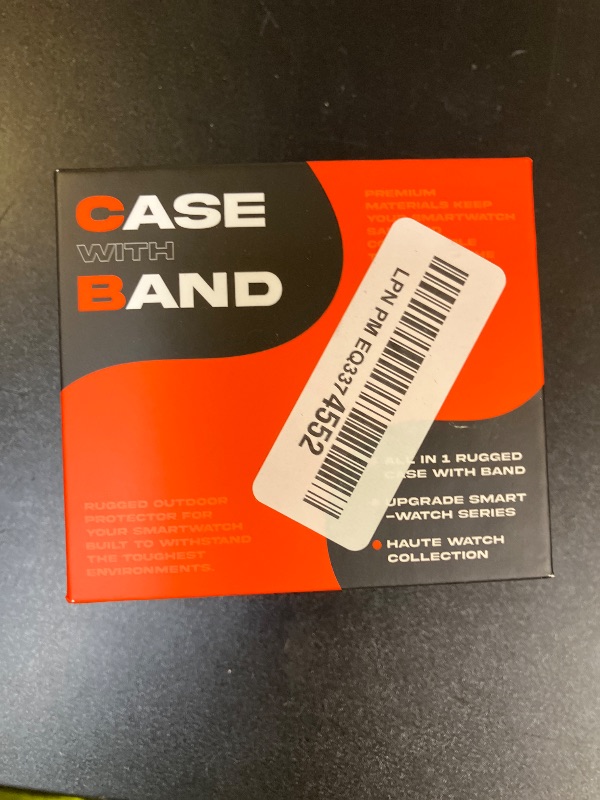 CASE
WITH
BAND
PREMIUM
MATERIALS KEEP
YOUR SMARTWATCH
LPN PM EQ3374552
ALL IN 1 RUGGED
CASE WITH BAND
UPGRADE SMART
-WATCH SERIES
HAUTE WATCH
COLLECTION
RUGGED OUTDOOR
PROTECTOR FOR
YOUR SMARTWATCH
BUILT TO WITHSTAND
THE TOUGHEST
ENVIRONMENTS.